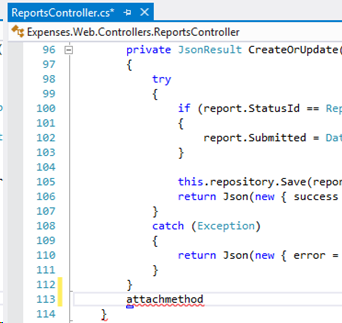 ReportsController.cs*
Expenses.Web.Controllers.ReportsController
96 private JsonResult CreateOrUpdate(
97 {
98 try
99 {
100 if (report.StatusId == Rep
101 {
102 report.Submitted = Dat
103 }
104
105 this.repository.Save(repor
106 return Json(new { success
107 }
108 catch (Exception)
109 {
110 return Json(new { error =
111 }
112 }
113 attachmethod
114 }